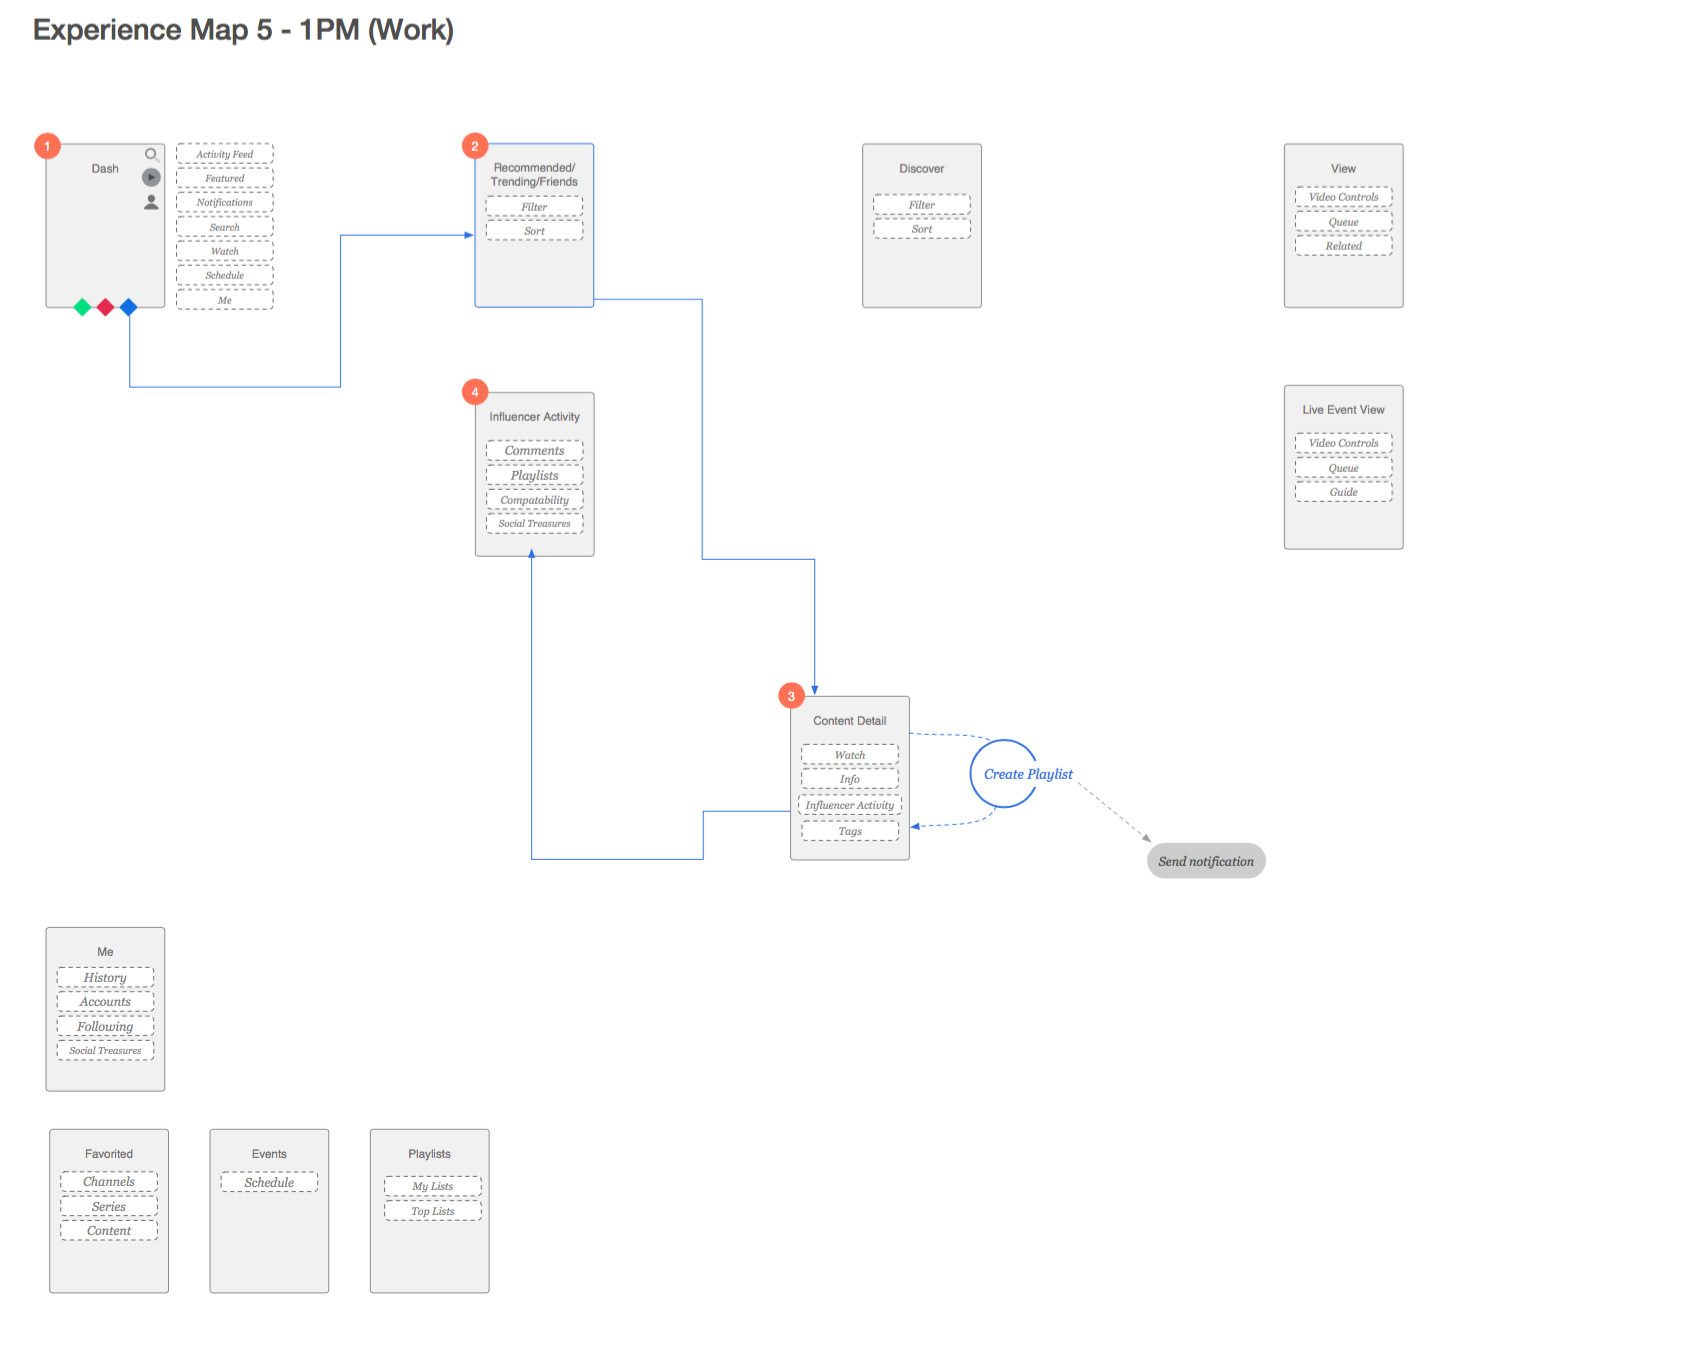 Experience Map 5 - 1PM (Work)
1
Dash
Activity Feed
Featured
Notifications
Search
Watch
Schedule
Me
2
Recommended/
Trending/Friends
Filter
Sort
Discover
Filter
Sort
View
Video Controls
Queue
Related
4
Influencer Activity
Comments
Playlists
Compatability
Social Treasures
Live Event View
Video Controls
Queue
Guide
3
Content Detail
Watch
Info
Influencer Activity
Tags
Create Playlist
Send notification
Me
History
Accounts
Following
Social Treasures
Favorited
Channels
Series
Content
Events
Schedule
Playlists
My Lists
Top Lists